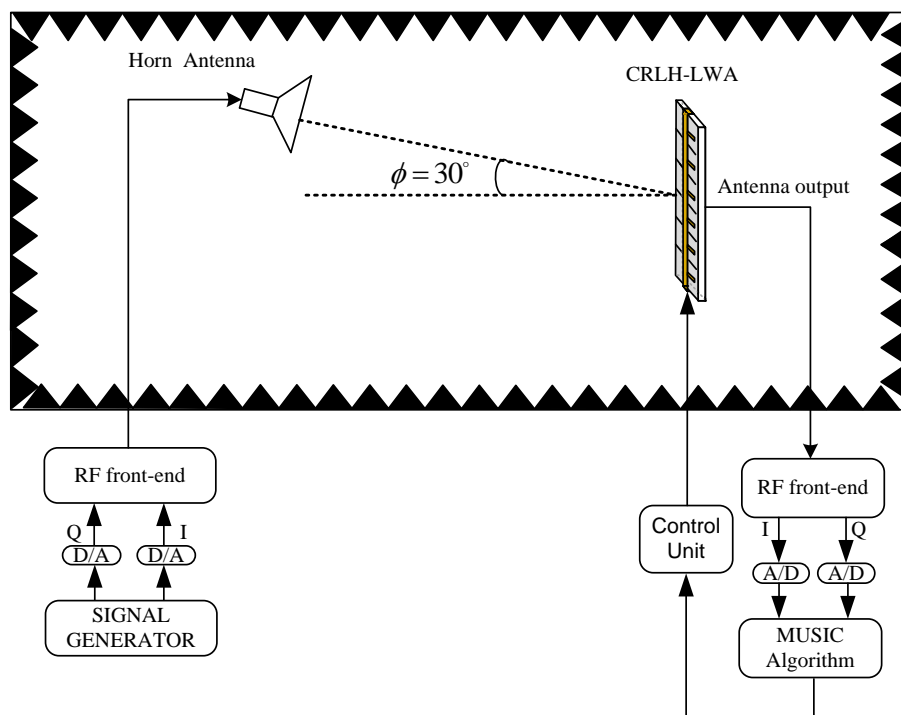 Horn Antenna
CRLH-LWA
ϕ = 30°
Antenna output
RF front-end
Q
I
D/A
D/A
SIGNAL
GENERATOR
Control
Unit
RF front-end
I
Q
A/D
A/D
MUSIC
Algorithm